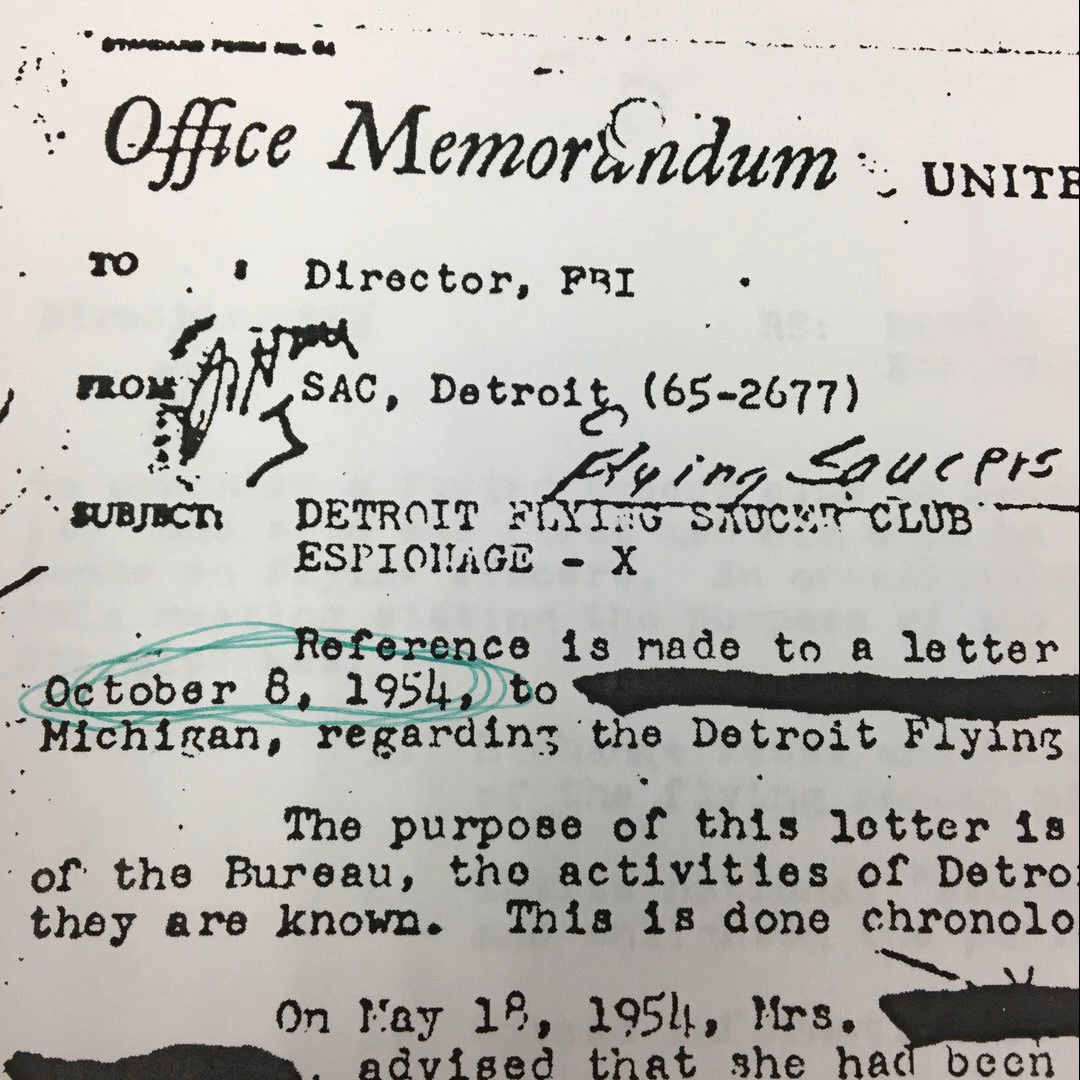 STANDARD FORM NO. 64
Office Memorandum : UNITE
TO : Director, FBI
FROM SAC, Detroit (65-2677)
Flying Saucers
SUBJECT: DETROIT FLYING SAUCER CLUB
ESPIONAGE - X
Reference is made to a letter
October 8, 1954, to
Michigan, regarding the Detroit Flying
The purpose of this letter is
of the Bureau, the activities of Detroi
they are known. This is done chronolo
On May 18, 1954, Mrs.
, advised that she had been